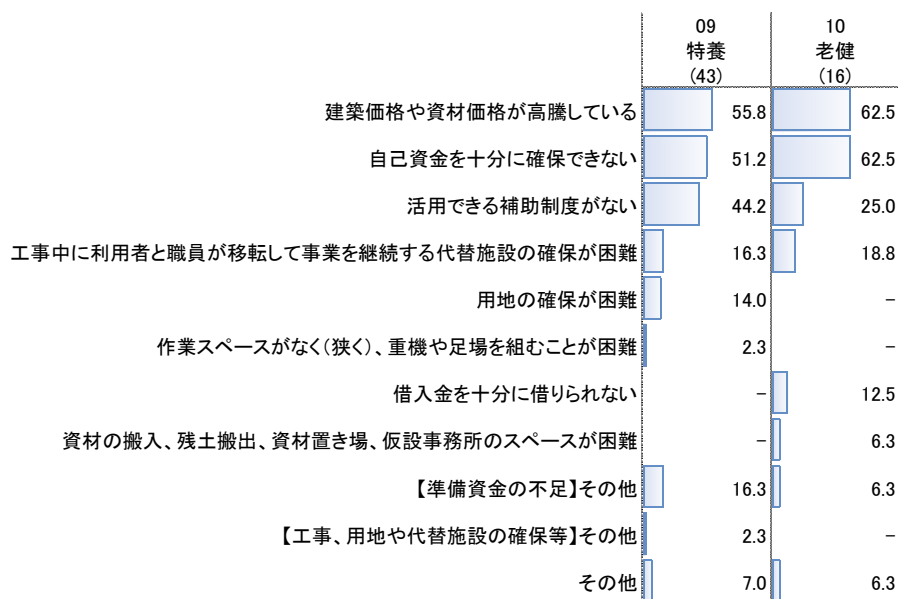 09 10
特養 老健
(43) (16)
建築価格や資材価格が高騰している 55.8 62.5
自己資金を十分に確保できない 51.2 62.5
活用できる補助制度がない 44.2 25.0
工事中に利用者と職員が移転して事業を継続する代替施設の確保が困難 16.3 18.8
用地の確保が困難 14.0 -
作業スペースがなく(狭く)、重機や足場を組むことが困難 2.3 -
借入金を十分に借りられない - 12.5
資材の搬入、残土搬出、資材置き場、仮設事務所のスペースが困難 - 6.3
【準備資金の不足】その他 16.3 6.3
【工事、用地や代替施設の確保等】その他 2.3 -
その他 7.0 6.3